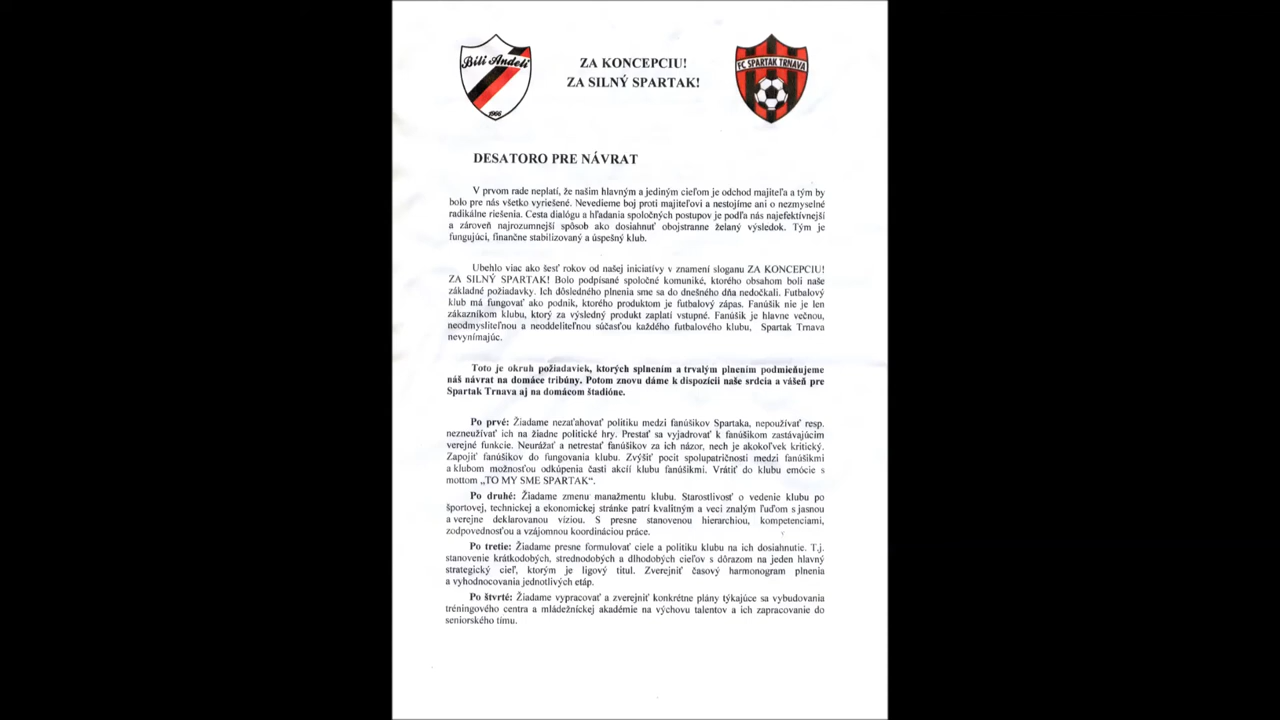 Bíli Andeli
1966
ZA KONCEPCIU!
ZA SILNÝ SPARTAK!
FC SPARTAK TRNAVA
DESATORO PRE NÁVRAT
V prvom rade neplatí, že našim hlavným a jediným cieľom je odchod majiteľa a tým by
bolo pre nás všetko vyriešené. Nevedieme boj proti majiteľovi a nestojíme ani o nezmyselné
radikálne riešenia. Cesta dialógu a hľadania spoločných postupov je podľa nás najefektívnejší
a zároveň najrozumnejší spôsob ako dosiahnuť obojstranne želaný výsledok. Tým je
fungujúci, finančne stabilizovaný a úspešný klub.
Ubehlo viac ako šesť rokov od našej iniciatívy v znamení sloganu ZA KONCEPCIU!
ZA SILNÝ SPARTAK! Bolo podpísané spoločné komuniké, ktorého obsahom boli naše
základné požiadavky. Ich dôsledného plnenia sme sa do dnešného dňa nedočkali. Futbalový
klub má fungovať ako podnik, ktorého produktom je futbalový zápas. Fanúšik nie je len
zákazníkom klubu, ktorý za výsledný produkt zaplatí vstupné. Fanúšik je hlavne večnou,
neodmysliteľnou a neoddeliteľnou súčasťou každého futbalového klubu, Spartak Trnava
nevynímajúc.
Toto je okruh požiadaviek, ktorých splnením a trvalým plnením podmieňujeme
náš návrat na domáce tribúny. Potom znovu dáme k dispozícii naše srdcia a vášeň pre
Spartak Trnava aj na domácom štadióne.
Po prvé: Žiadame nezaťahovať politiku medzi fanúšikov Spartaka, nepoužívať resp.
nezneužívať ich na žiadne politické hry. Prestať sa vyjadrovať k fanúšikom zastávajúcim
verejné funkcie. Neurážať a netrestať fanúšikov za ich názor, nech je akokoľvek kritický.
Zapojiť fanúšikov do fungovania klubu. Zvýšiť pocit spolupatričnosti medzi fanúšikmi
a klubom možnosťou odkúpenia časti akcií klubu fanúšikmi. Vrátiť do klubu emócie s
mottom „TO MY SME SPARTAK“.
Po druhé: Žiadame zmenu manažmentu klubu. Starostlivosť o vedenie klubu po
športovej, technickej a ekonomickej stránke patrí kvalitným a veci znalým ľuďom s jasnou
a verejne deklarovanou víziou. S presne stanovenou hierarchiou, kompetenciami,
zodpovednosťou a vzájomnou koordináciou práce.
Po tretie: Žiadame presne formulovať ciele a politiku klubu na ich dosiahnutie. T.j.
stanovenie krátkodobých, strednodobých a dlhodobých cieľov s dôrazom na jeden hlavný
strategický cieľ, ktorým je ligový titul. Zverejniť časový harmonogram plnenia
a vyhodnocovania jednotlivých etáp.
Po štvrté: Žiadame vypracovať a zverejniť konkrétne plány týkajúce sa vybudovania
tréningového centra a mládežníckej akadémie na výchovu talentov a ich zapracovanie do
seniorského tímu.